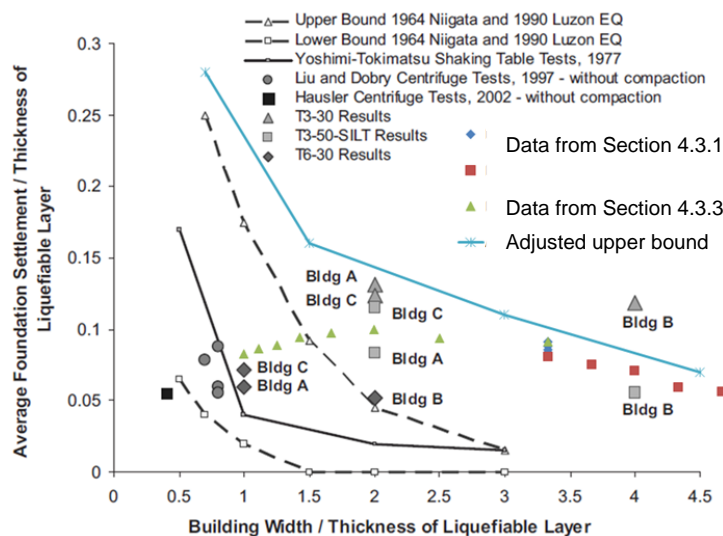 Upper Bound 1964 Niigata and 1990 Luzon EQ
Lower Bound 1964 Niigata and 1990 Luzon EQ
Yoshimi-Tokimatsu Shaking Table Tests, 1977
Liu and Dobry Centrifuge Tests, 1997 - without compaction
Hausler Centrifuge Tests, 2002 - without compaction
T3-30 Results
T3-50-SILT Results
T6-30 Results
Data from Section 4.3.1
Data from Section 4.3.3
Adjusted upper bound
Average Foundation Settlement / Thickness of
Liquefiable Layer
0.3
0.25
0.2
0.15
0.1
0.05
0
Bldg A
Bldg C
Bldg C
Bldg A
Bldg B
Bldg C
Bldg A
Bldg B
Bldg B
0 0.5 1 1.5 2 2.5 3 3.5 4 4.5
Building Width / Thickness of Liquefiable Layer